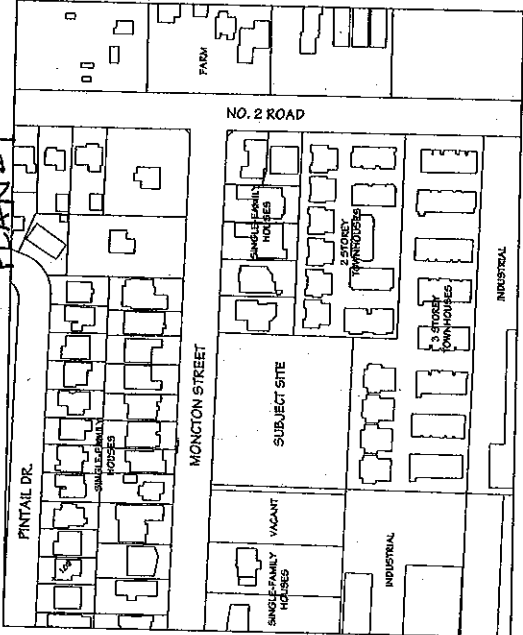 FARM
NO. 2 ROAD
PINTAIL DR.
SINGLE-FAMILY
HOUSES
MONCTON STREET
SINGLE-FAMILY
HOUSES
2 STOREY
TOWNHOUSES
3 STOREY
TOWNHOUSES
INDUSTRIAL
SUBJECT SITE
VACANT
SINGLE-FAMILY
HOUSES
INDUSTRIAL